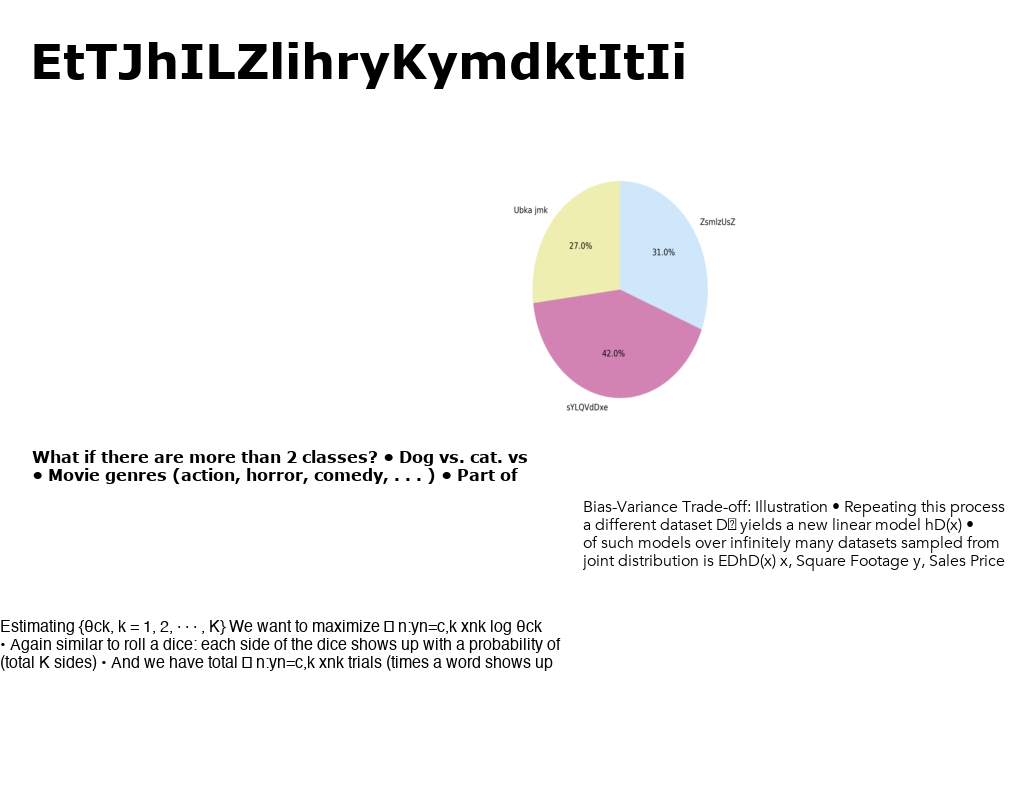 EtTJhILZlihryKymdktItIi
Ubka jmk
ZsmlzUsZ
27.0%
31.0%
42.0%
sYLQVdDxe
What if there are more than 2 classes? • Dog vs. cat. vs
• Movie genres (action, horror, comedy, . . . ) • Part of
Bias-Variance Trade-off: Illustration • Repeating this process
a different dataset D yields a new linear model hD(x) •
of such models over infinitely many datasets sampled from
joint distribution is EDhD(x) x, Square Footage y, Sales Price
Estimating {θck, k = 1, 2, · · · , K} We want to maximize n:yn=c,k xnk log θck
• Again similar to roll a dice: each side of the dice shows up with a probability of
(total K sides) • And we have total n:yn=c,k xnk trials (times a word shows up